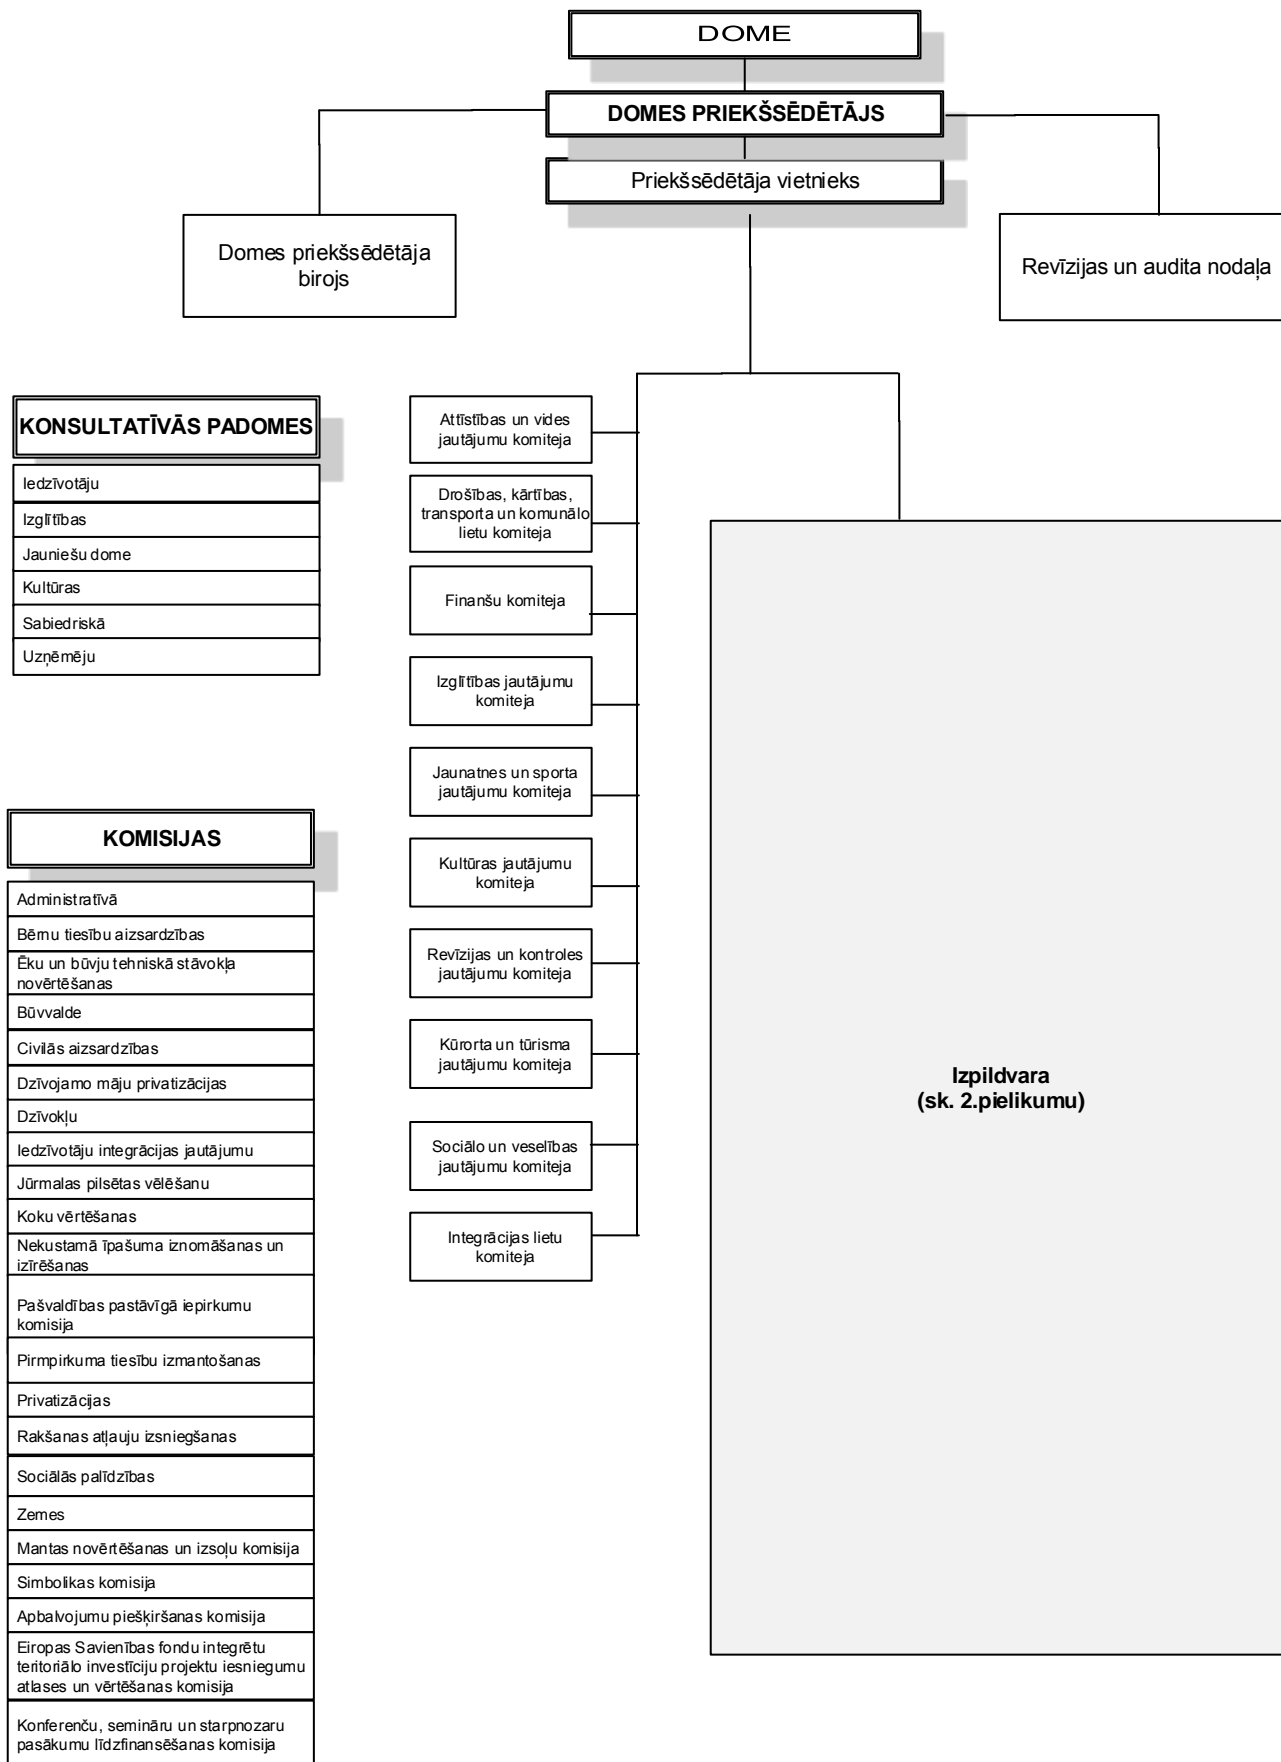 DOME
DOMES PRIEKŠSĒDĒTĀJS
Priekšsēdētāja vietnieks
Domes priekšsēdētāja
birojs
Revīzijas un audita nodaļa
KONSULTATĪVĀS PADOMES
Iedzīvotāju
Izglītības
Jauniešu dome
Kultūras
Sabiedriskā
Uzņēmēju
KOMISIJAS
Administratīvā
Bērnu tiesību aizsardzības
Ēku un būvju tehniskā stāvokļa
novērtēšanas
Būvvalde
Civilās aizsardzības
Dzīvojamo māju privatizācijas
Dzīvokļu
Iedzīvotāju integrācijas jautājumu
Jūrmalas pilsētas vēlēšanu
Koku vērtēšanas
Nekustamā īpašuma iznomāšanas un
izīrēšanas
Pašvaldības pastāvīgā iepirkumu
komisija
Pirmpirkuma tiesību izmantošanas
Privatizācijas
Rakšanas atļauju izsniegšanas
Sociālās palīdzības
Zemes
Mantas novērtēšanas un izsoļu komisija
Simbolikas komisija
Apbalvojumu piešķiršanas komisija
Eiropas Savienības fondu integrētu
teritoriālo investīciju projektu iesniegumu
atlases un vērtēšanas komisija
Konferenču, semināru un starpnozaru
pasākumu līdzfinansēšanas komisija
Attīstības un vides
jautājumu komiteja
Drošības, kārtības,
transporta un komunālo
lietu komiteja
Finanšu komiteja
Izglītības jautājumu
komiteja
Jaunatnes un sporta
jautājumu komiteja
Kultūras jautājumu
komiteja
Revīzijas un kontroles
jautājumu komiteja
Kūrorta un tūrisma
jautājumu komiteja
Sociālo un veselības
jautājumu komiteja
Integrācijas lietu
komiteja
Izpildvara
(sk. 2.pielikumu)